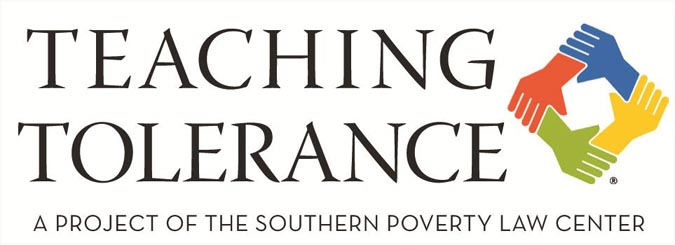 TEACHING
TOLERANCE
®
A PROJECT OF THE SOUTHERN POVERTY LAW CENTER